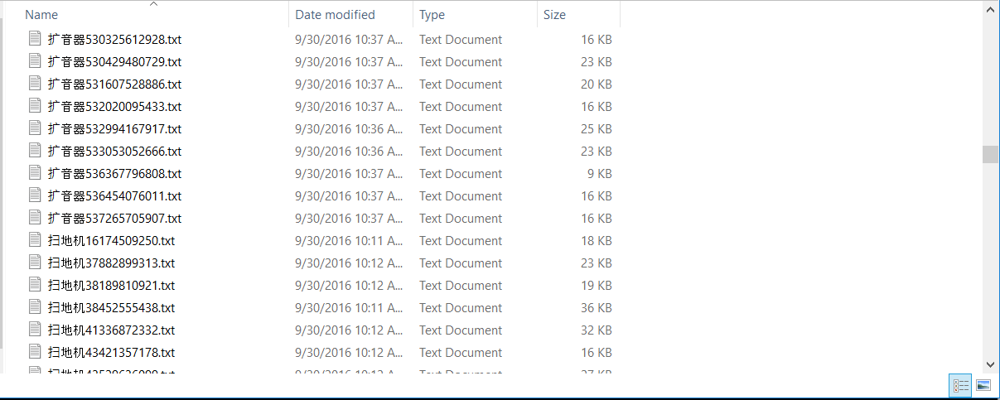 Name Date modified Type Size
扩音器530325612928.txt 9/30/2016 10:37 A... Text Document 16 KB
扩音器530429480729.txt 9/30/2016 10:37 A... Text Document 23 KB
扩音器531607528886.txt 9/30/2016 10:37 A... Text Document 20 KB
扩音器532020095433.txt 9/30/2016 10:37 A... Text Document 16 KB
扩音器532994167917.txt 9/30/2016 10:36 A... Text Document 25 KB
扩音器533053052666.txt 9/30/2016 10:36 A... Text Document 23 KB
扩音器536367796808.txt 9/30/2016 10:37 A... Text Document 9 KB
扩音器536454076011.txt 9/30/2016 10:37 A... Text Document 16 KB
扩音器537265705907.txt 9/30/2016 10:37 A... Text Document 16 KB
扫地机16174509250.txt 9/30/2016 10:11 A... Text Document 18 KB
扫地机37882899313.txt 9/30/2016 10:12 A... Text Document 23 KB
扫地机38189810921.txt 9/30/2016 10:12 A... Text Document 19 KB
扫地机38452555438.txt 9/30/2016 10:11 A... Text Document 36 KB
扫地机41336872332.txt 9/30/2016 10:12 A... Text Document 32 KB
扫地机43421357178.txt 9/30/2016 10:12 A... Text Document 16 KB